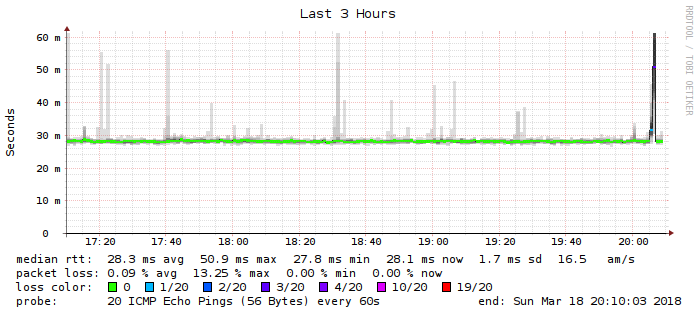 Last 3 Hours
RRDTOOL / TOBI OETIKER
Seconds
60 m
50 m
40 m
30 m
20 m
10 m
0
17:20 17:40 18:00 18:20 18:40 19:00 19:20 19:40 20:00
median rtt: 28.3 ms avg 50.9 ms max 27.8 ms min 28.1 ms now 1.7 ms sd 16.5 am/s
packet loss: 0.09 % avg 13.25 % max 0.00 % min 0.00 % now
loss color: 0 1/20 2/20 3/20 4/20 10/20 19/20
probe: 20 ICMP Echo Pings (56 Bytes) every 60s end: Sun Mar 18 20:10:03 2018